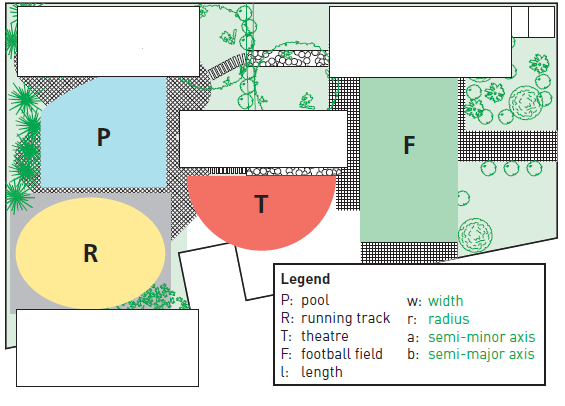 P
F
T
R
Legend
P: pool
R: running track
T: theatre
F: football field
l: length
w: width
r: radius
a: semi-minor axis
b: semi-major axis